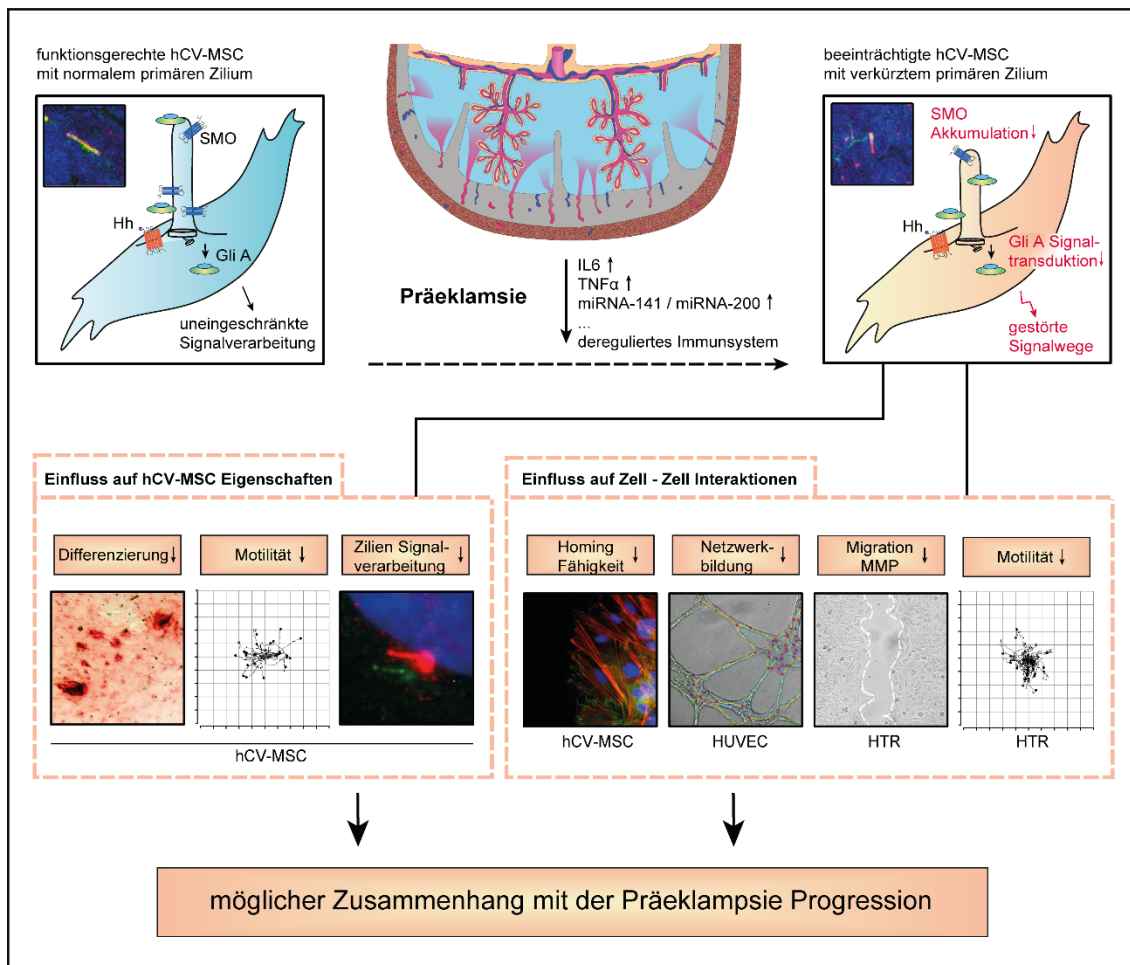 funktionsgerechte hCV-MSC
mit normalem primären Zilium
SMO
Hh
Gli A
uneingeschränkte
Signalverarbeitung
Präeklamsie
IL6 ↑
TNFα ↑
miRNA-141 / miRNA-200 ↑
...
dereguliertes Immunsystem
beeinträchtigte hCV-MSC
mit verkürztem primären Zilium
SMO
Akkumulation↓
Hh
Gli A Signal-
transduktion↓
gestörte
Signalwege
Einfluss auf hCV-MSC Eigenschaften
Differenzierung↓
Motilität ↓
Zilien Signal-
verarbeitung ↓
hCV-MSC
Einfluss auf Zell - Zell Interaktionen
Homing
Fähigkeit ↓
Netzwerk-
bildung ↓
Migration
MMP ↓
Motilität ↓
hCV-MSC
HUVEC
HTR
HTR
möglicher Zusammenhang mit der Präeklampsie Progression